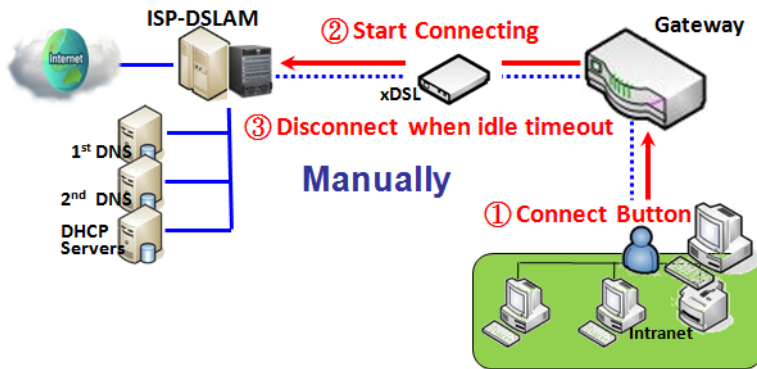 ISP-DSLAM
② Start Connecting
Gateway
Internet
xDSL
③ Disconnect when idle timeout
1st DNS
Manually
2nd DNS
① Connect Button
DHCP
Servers
Intranet